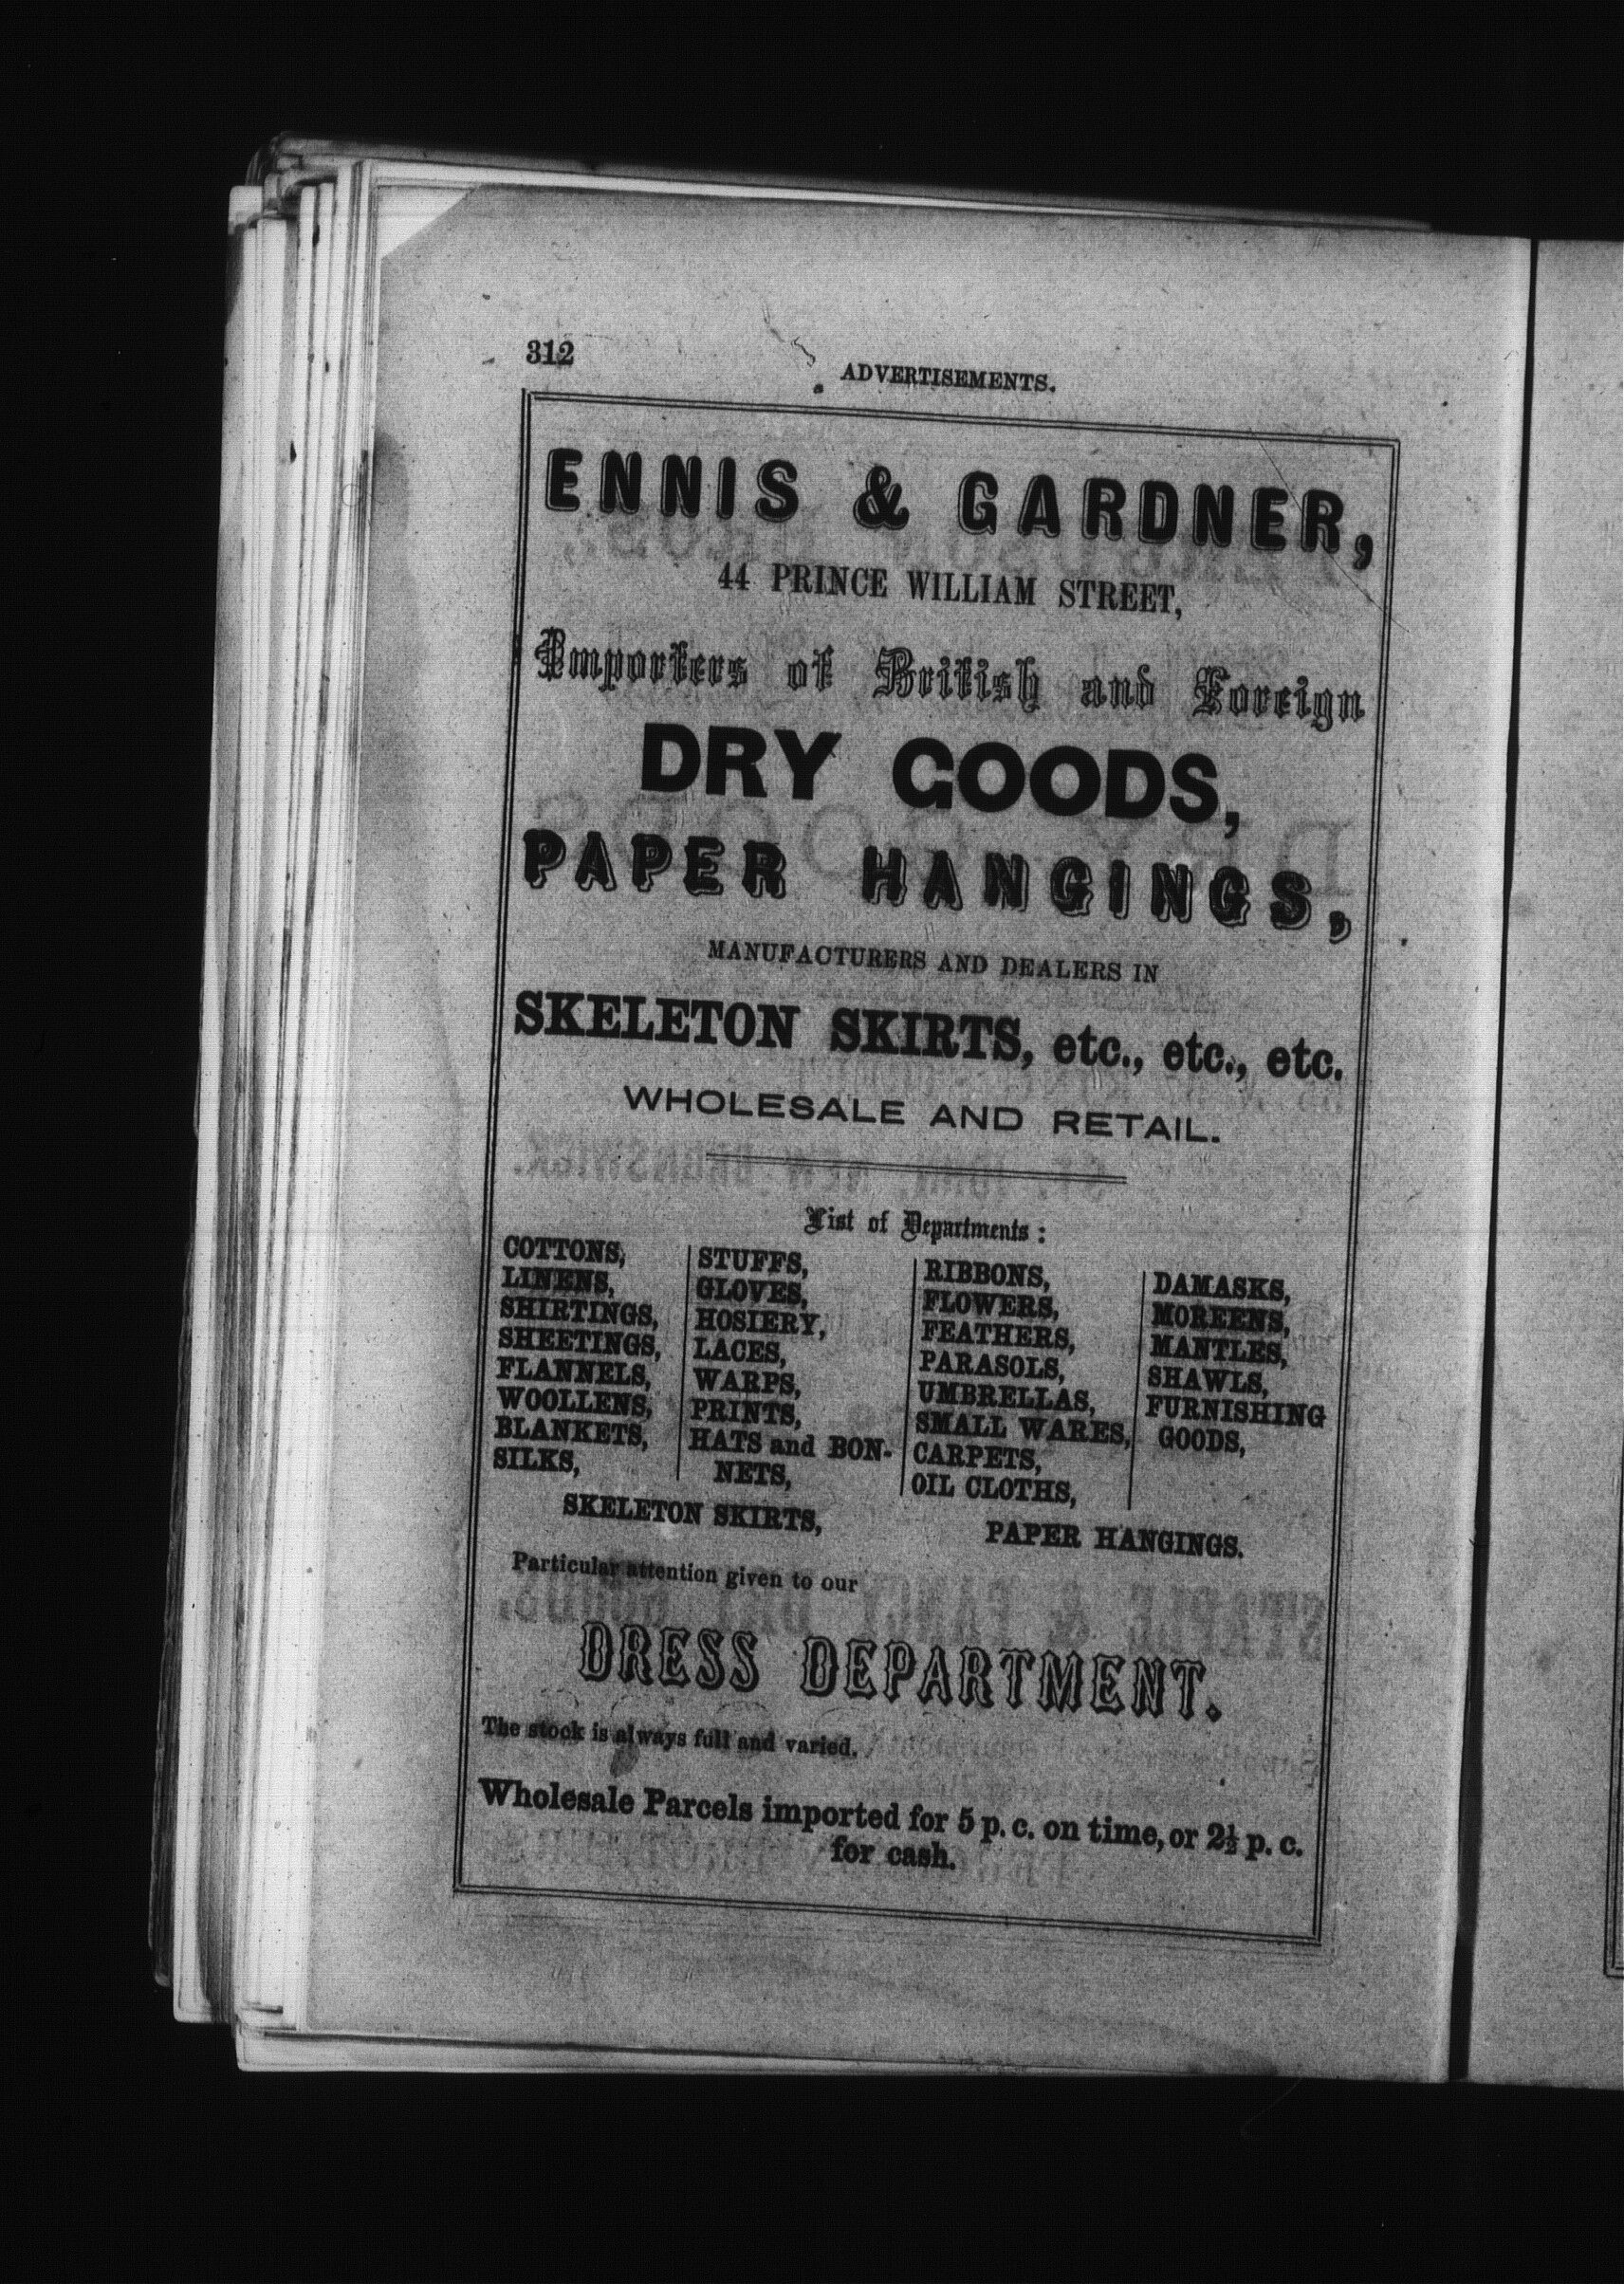 312
ADVERTISEMENTS.
ENNIS & GARDNER,
44 PRINCE WILLIAM STREET,
Importers of British and Foreign
DRY GOODS,
PAPER HANGINGS,
MANUFACTURERS AND DEALERS IN
SKELETON SKIRTS, etc., etc., etc.
WHOLESALE AND RETAIL.
List of Departments:
COTTONS,
LINENS,
SHIRTINGS,
SHEETINGS,
FLANNELS,
WOOLLENS,
BLANKETS,
SILKS,
STUFFS,
GLOVES,
HOSIERY,
LACES,
WARPS,
PRINTS,
HATS and BON-
NETS,
RIBBONS,
FLOWERS,
FEATHERS,
PARASOLS,
UMBRELLAS,
SMALL WARES,
CARPETS,
OIL CLOTHS,
DAMASKS,
MOREENS,
MANTLES,
SHAWLS,
FURNISHING
GOODS,
SKELETON SKIRTS,
PAPER HANGINGS.
Particular attention given to our
DRESS DEPARTMENT.
The stock is always full and varied.
Wholesale Parcels imported for 5 p. c. on time, or 2½ p. c.
for cash.